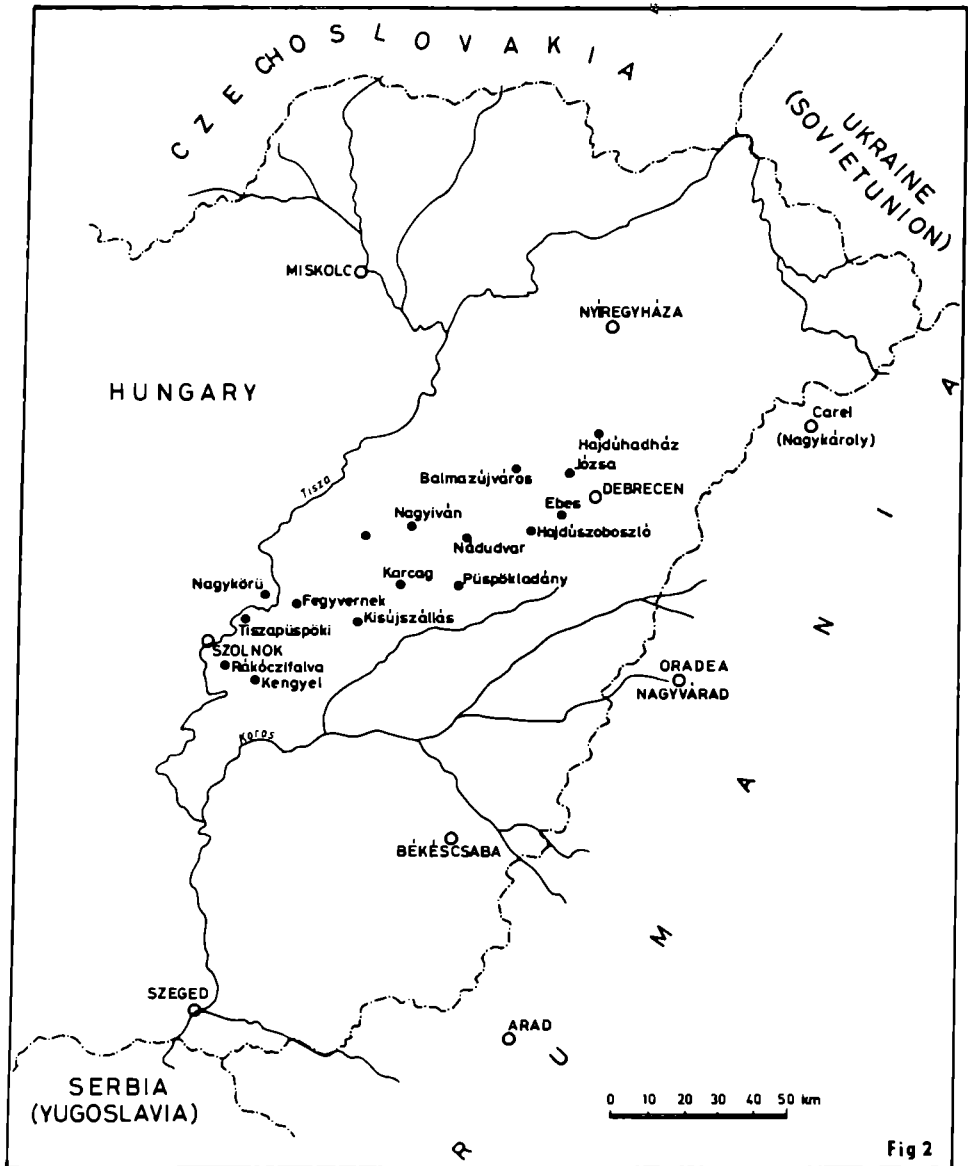 CZECHOSLOVAKIA
UKRAINE
(SOVIETUNION)
MISKOLC
NYÍREGYHÁZA
HUNGARY
Carel
(Nagykároly)
Hajdúhadház
Józsa
Balmazújváros
DEBRECEN
Tisza
Ebes
Nagyiván
Hajdúszoboszló
Nádudvar
Karcag
Püspökladány
Nagykörü
Fegyvernek
Kisújszállás
Tiszapüspöki
SZOLNOK
Rákóczifalva
Kengyel
ORADEA
NAGYVÁRAD
Körös
BÉKÉSCSABA
SZEGED
ARAD
RUMANIA
SERBIA
(YUGOSLAVIA)
0 10 20 30 40 50 km
Fig 2